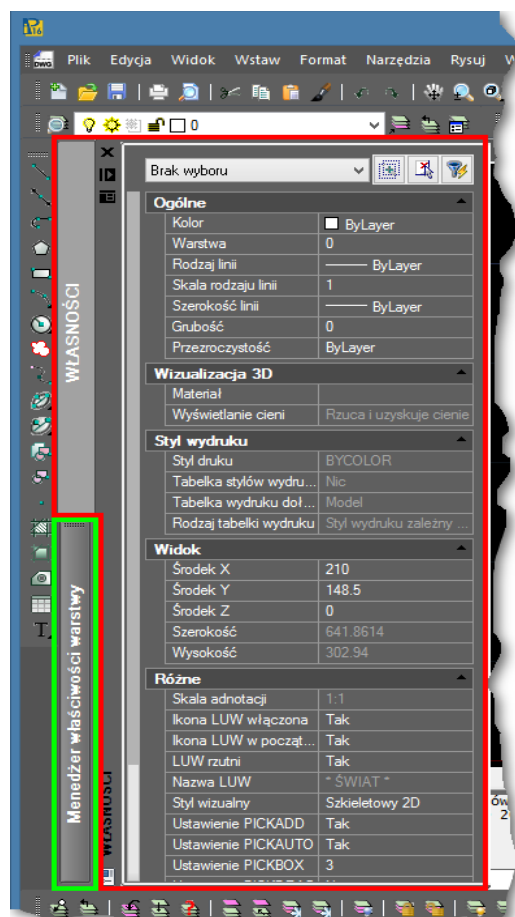 P16
DWG
Plik Edycja Widok Wstaw Format Narzędzia Rysuj
0
WŁASNOŚCI
Menedżer właściwości warstwy
WŁASNOŚCI
Brak wyboru
Ogólne
Kolor ByLayer
Warstwa 0
Rodzaj linii ByLayer
Skala rodzaju linii 1
Szerokość linii ByLayer
Grubość 0
Przezroczystość ByLayer
Wizualizacja 3D
Materiał
Wyświetlanie cieni Rzuca i uzyskuje cienie
Styl wydruku
Styl druku BYCOLOR
Tabelka stylów wydru... Nic
Tabelka wydruku doł... Model
Rodzaj tabelki wydruku Styl wydruku zależny ...
Widok
Środek X 210
Środek Y 148.5
Środek Z 0
Szerokość 641.8614
Wysokość 302.94
Różne
Skala adnotacji 1:1
Ikona LUW włączona Tak
Ikona LUW w począt... Tak
LUW rzutni Tak
Nazwa LUW * ŚWIAT *
Styl wizualny Szkieletowy 2D
Ustawienie PICKADD Tak
Ustawienie PICKAUTO Tak
Ustawienie PICKBOX 3